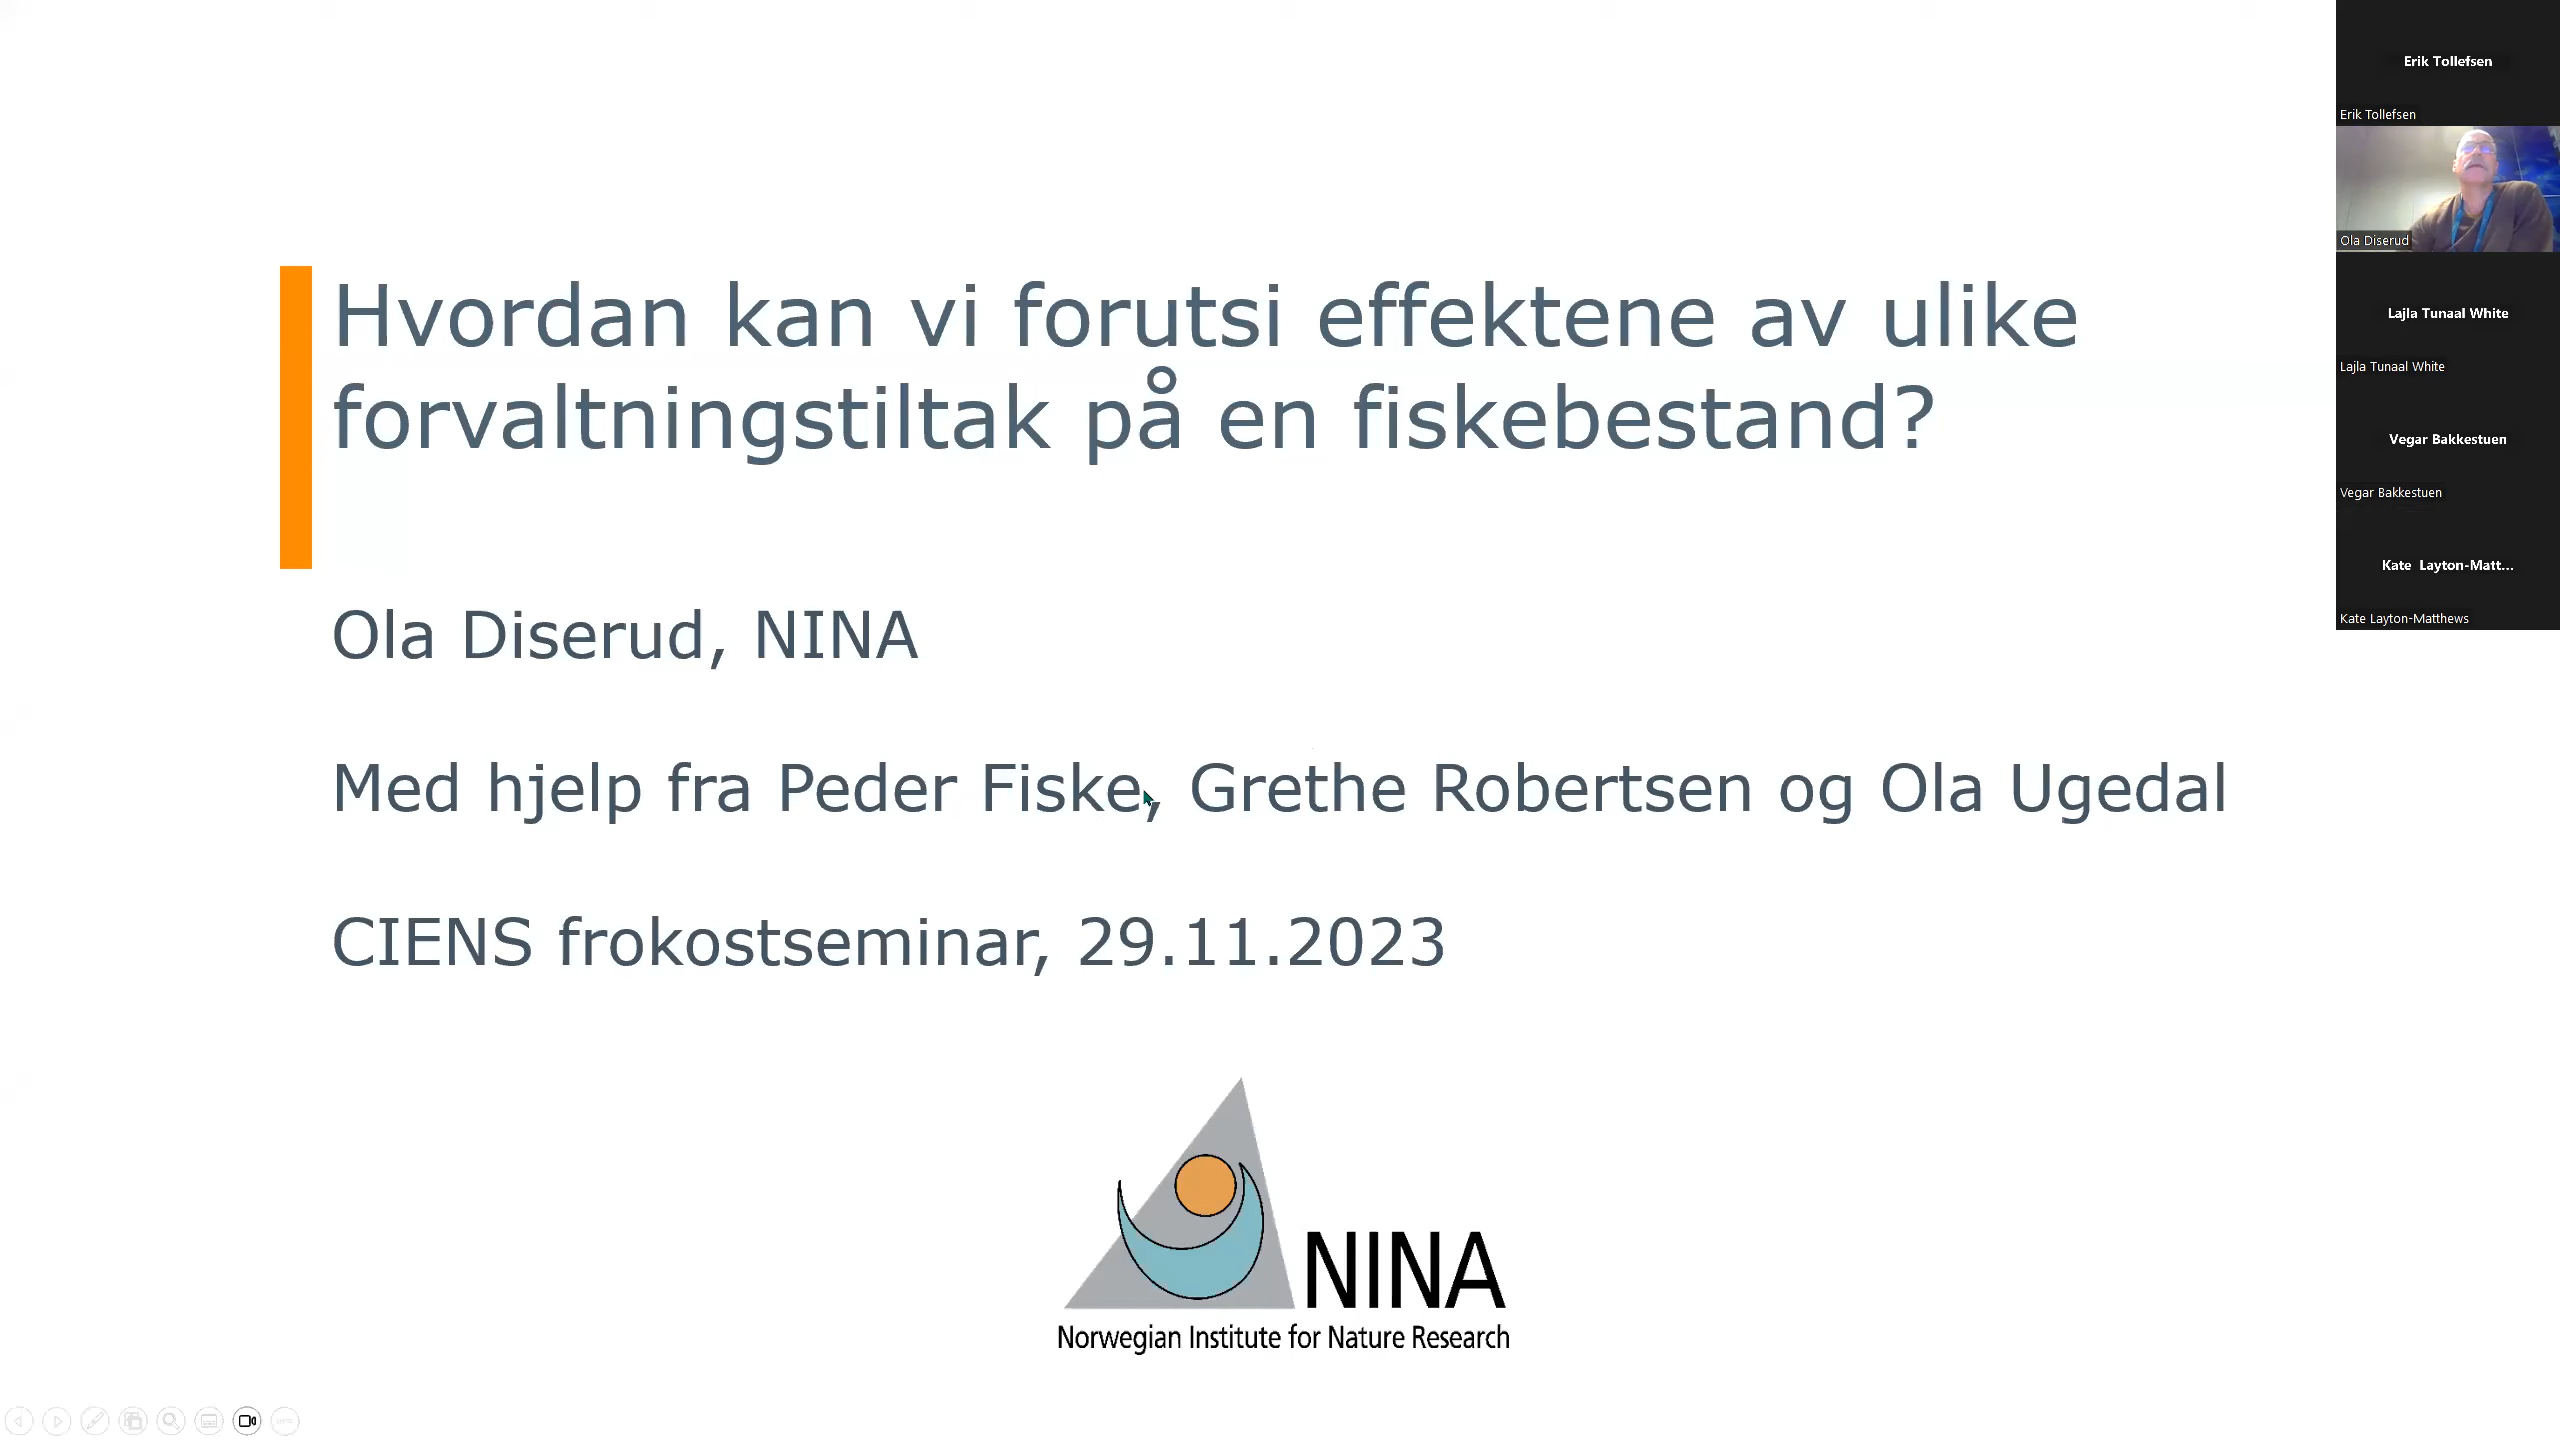 Hvordan kan vi forutsi effektene av ulike
forvaltningstiltak på en fiskebestand?
Ola Diserud, NINA
Med hjelp fra Peder Fiske, Grethe Robertsen og Ola Ugedal
CIENS frokostseminar, 29.11.2023
NINA
Norwegian Institute for Nature Research
Erik Tollefsen
Erik Tollefsen
Ola Diserud
Lajla Tunaal White
Lajla Tunaal White
Vegar Bakkestuen
Vegar Bakkestuen
Kate Layton-Matt...
Kate Layton-Matthews